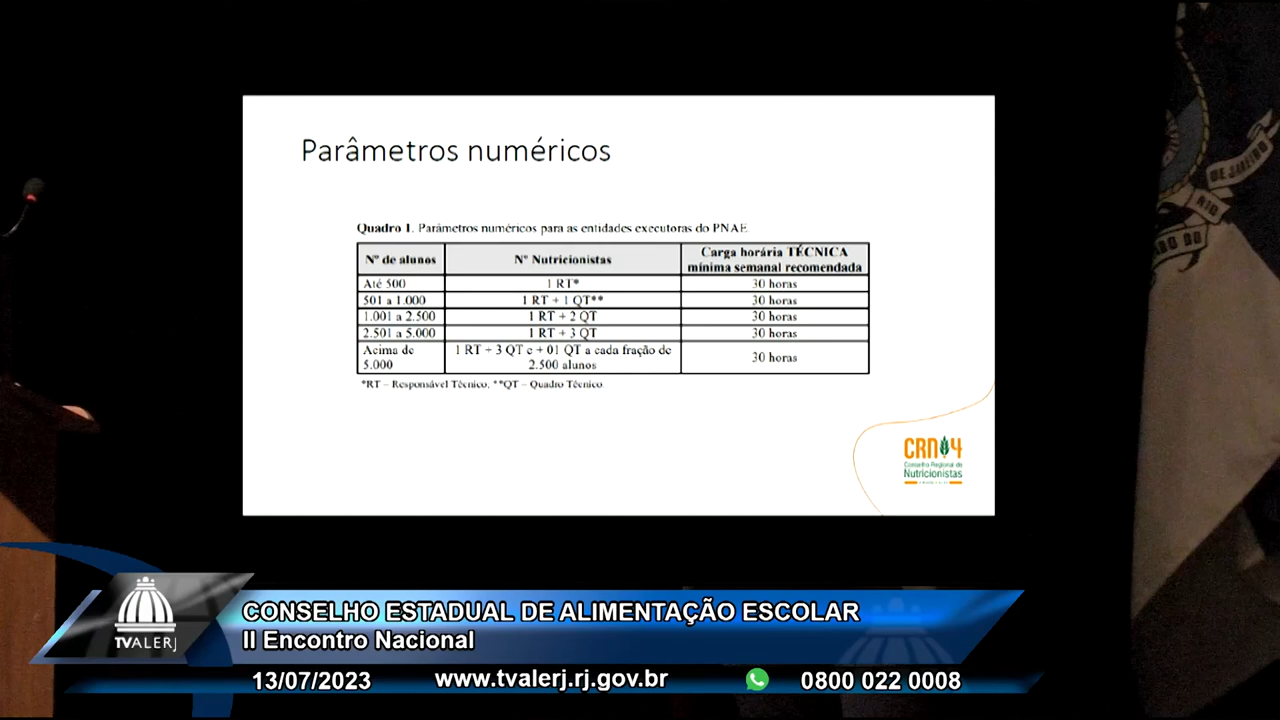 Parâmetros numéricos
Quadro 1. Parâmetros numéricos para as entidades executoras do PNAE.
Nº de alunos Nº Nutricionistas Carga horária TÉCNICA mínima semanal recomendada
Até 500 1 RT* 30 horas
501 a 1.000 1 RT + 1 QT** 30 horas
1.001 a 2.500 1 RT + 2 QT 30 horas
2.501 a 5.000 1 RT + 3 QT 30 horas
Acima de 5.000 1 RT + 3 QT e + 01 QT a cada fração de 2.500 alunos 30 horas
*RT – Responsável Técnico, **QT – Quadro Técnico.
CRN4
Conselho Regional de
Nutricionistas
DE JANEIRO
RIO
DO
TVALERJ
CONSELHO ESTADUAL DE ALIMENTAÇÃO ESCOLAR
II Encontro Nacional
13/07/2023 www.tvalerj.rj.gov.br 0800 022 0008